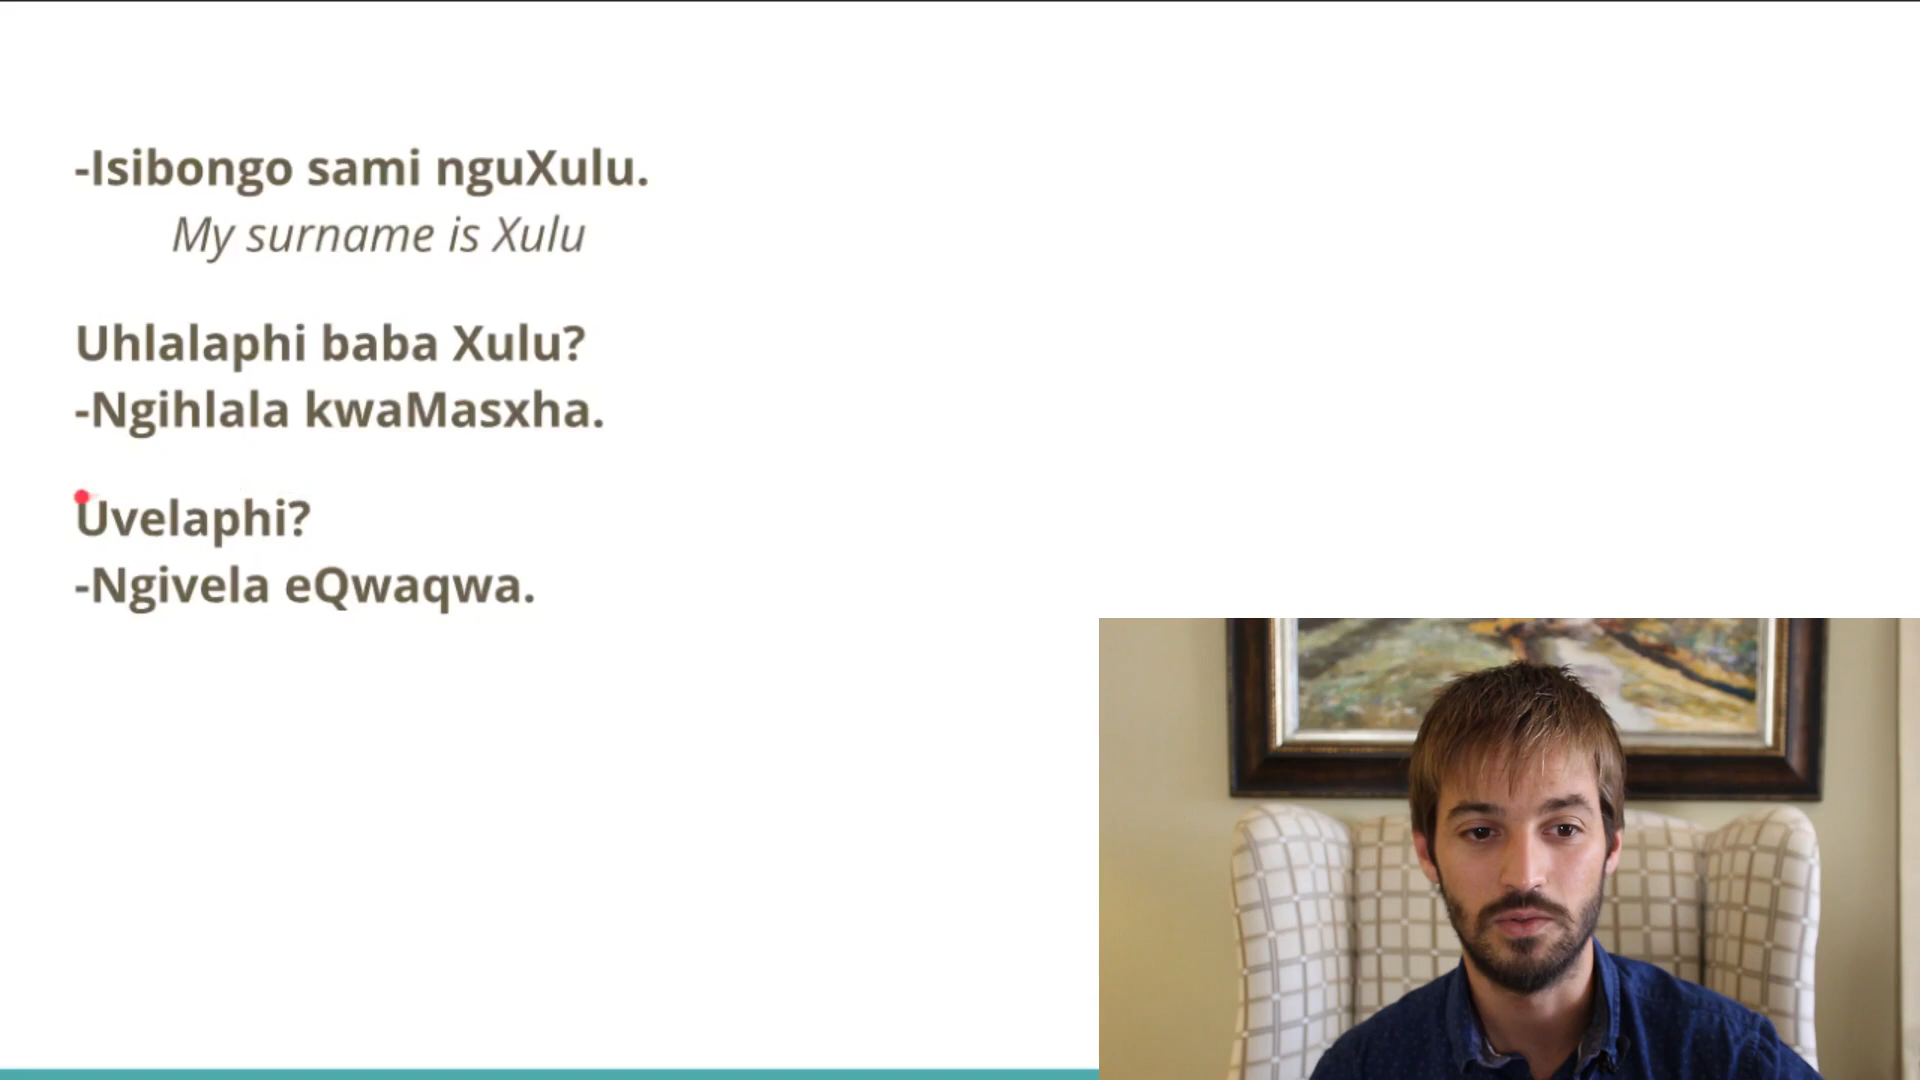 -Isibongo sami nguXulu.
My surname is Xulu
Uhlalaphi baba Xulu?
-Ngihlala kwaMasxha.
Uvelaphi?
-Ngivela eQwaqwa.